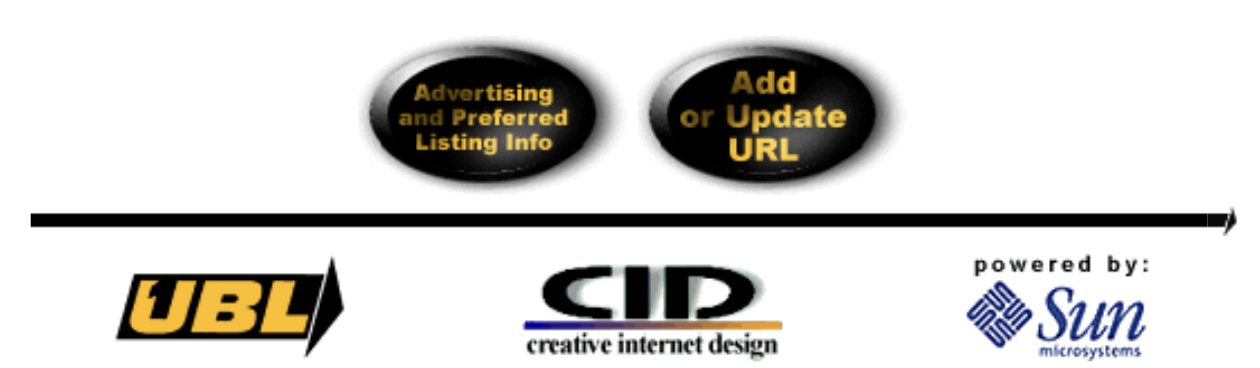 Advertising
and Preferred
Listing Info
Add
or Update
URL
UBL
CID
creative internet design
powered by:
Sun
microsystems